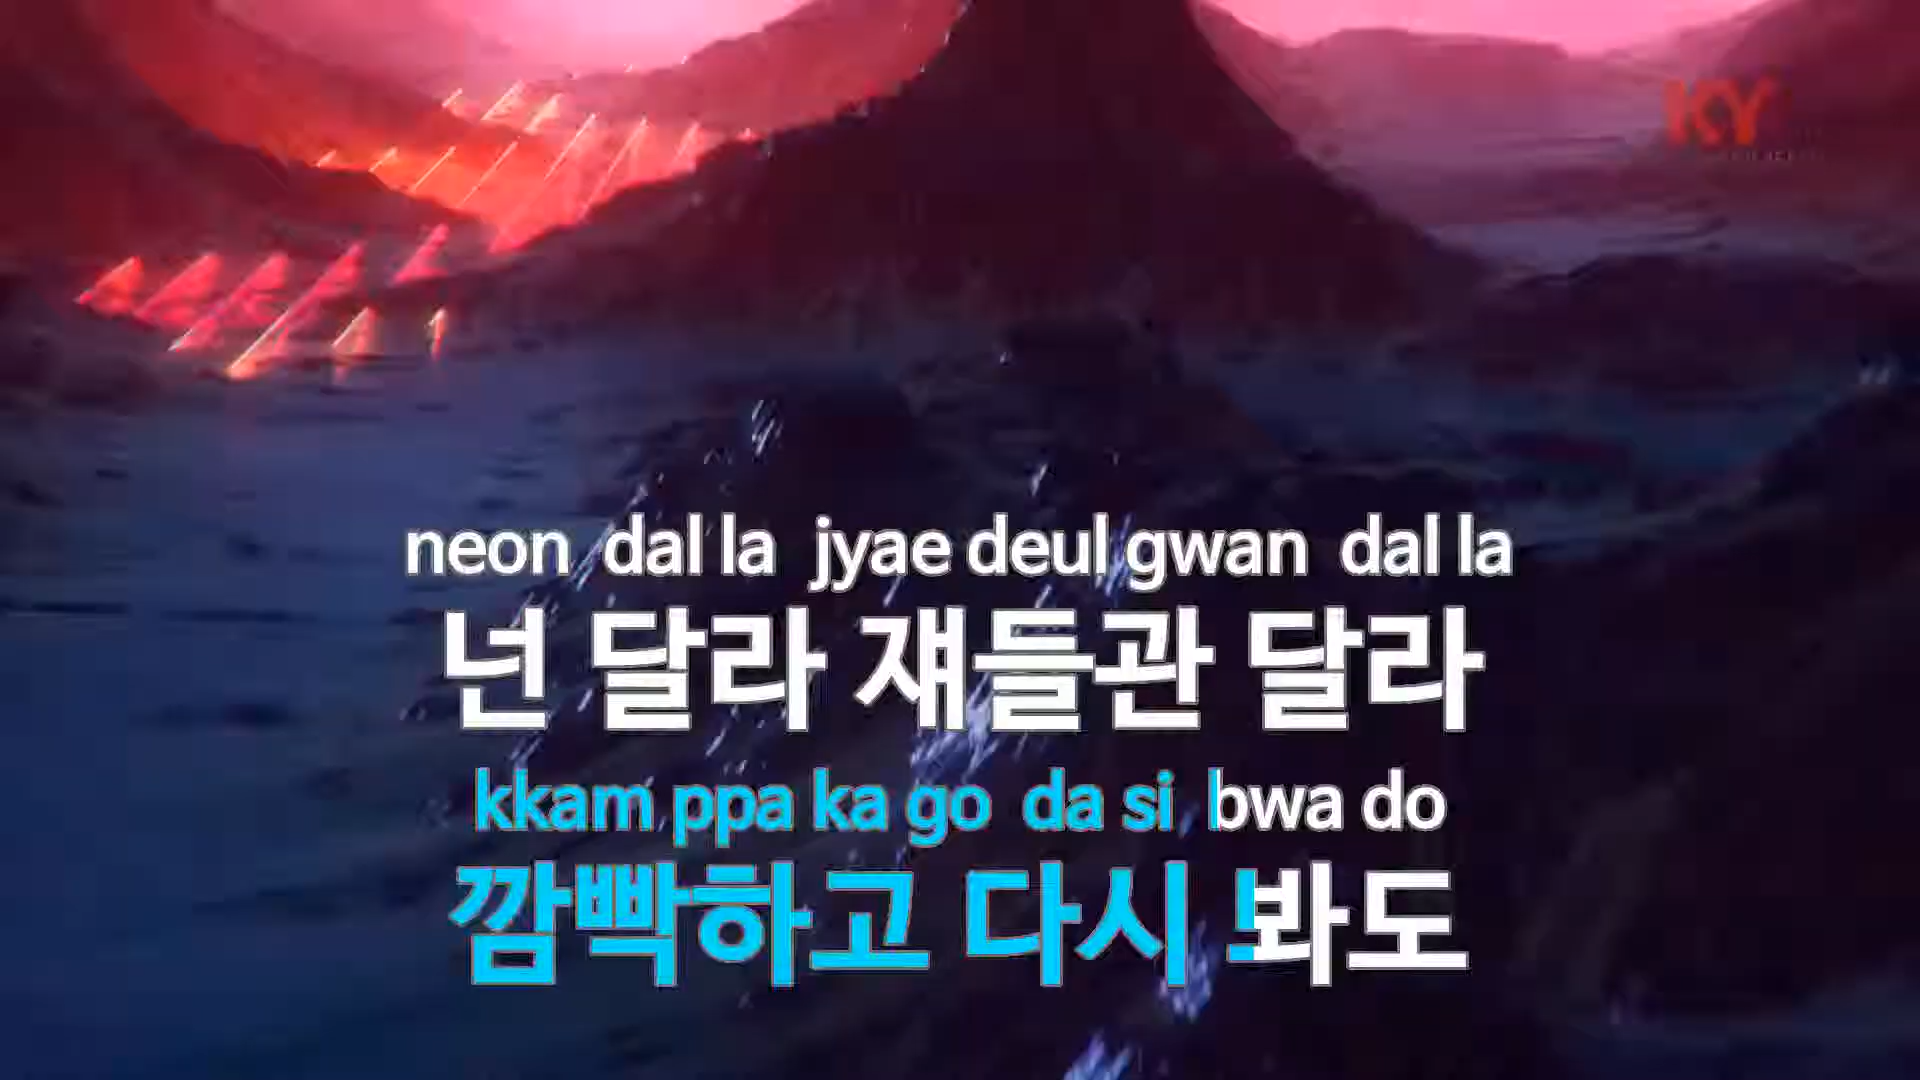 KY
neon dal la jyae deul gwan dal la
넌 달라 쟤들관 달라
kkam ppa ka go da si bwa do
깜빡하고 다시 봐도